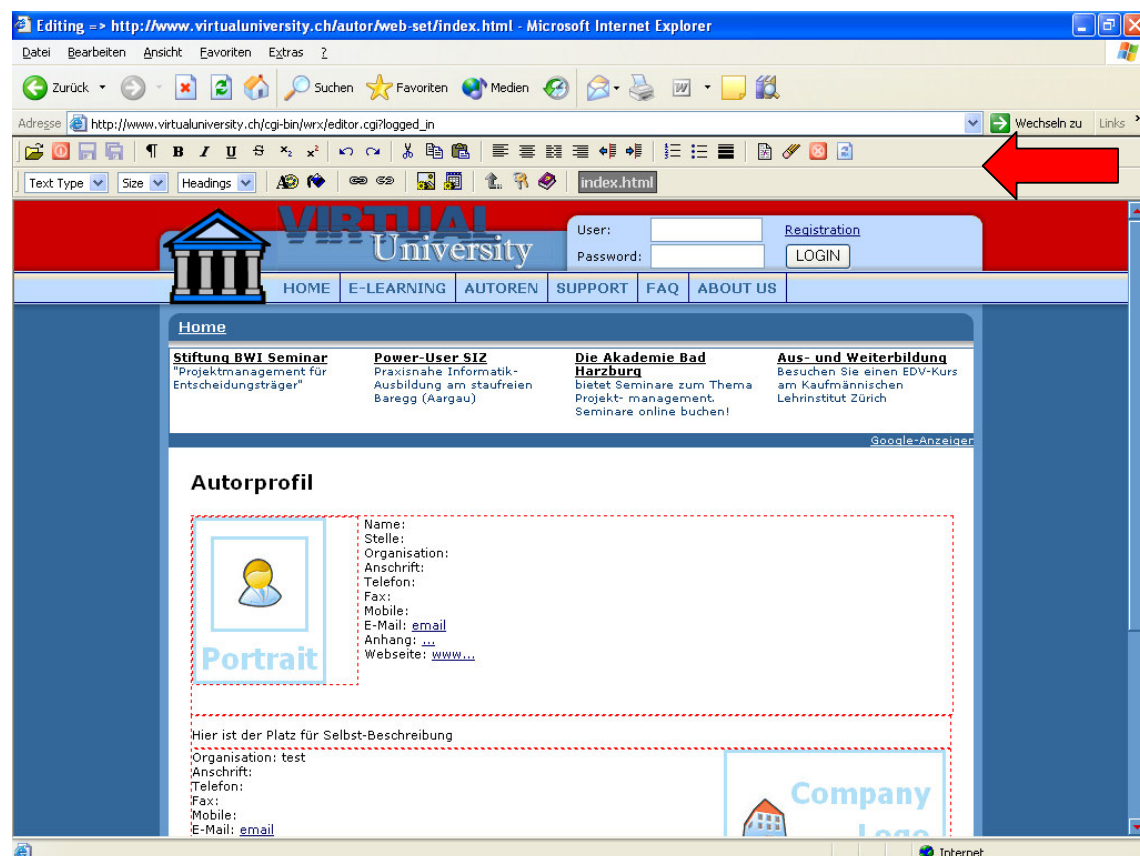 Editing => http://www.virtualuniversity.ch/autor/web-set/index.html - Microsoft Internet Explorer
Datei Bearbeiten Ansicht Favoriten Extras ?
Zurück Suchen Favoriten Medien
Adresse http://www.virtualuniversity.ch/cgi-bin/wrx/editor.cgi?logged_in Wechseln zu Links
Text Type Size Headings index.html
VIRTUAL
University
User: Registration
Password: LOGIN
HOME E-LEARNING AUTOREN SUPPORT FAQ ABOUT US
Home
Stiftung BWI Seminar
"Projektmanagement für
Entscheidungsträger"
Power-User SIZ
Praxisnahe Informatik-
Ausbildung am staufreien
Baregg (Aargau)
Die Akademie Bad
Harzburg
bietet Seminare zum Thema
Projekt- management.
Seminare online buchen!
Aus- und Weiterbildung
Besuchen Sie einen EDV-Kurs
am Kaufmännischen
Lehrinstitut Zürich
Google-Anzeigen
Autorprofil
Portrait
Name:
Stelle:
Organisation:
Anschrift:
Telefon:
Fax:
Mobile:
E-Mail: email
Anhang: ...
Webseite: www...
Hier ist der Platz für Selbst-Beschreibung
Organisation: test
Anschrift:
Telefon:
Fax:
Mobile:
E-Mail: email
Company
Logo
Internet